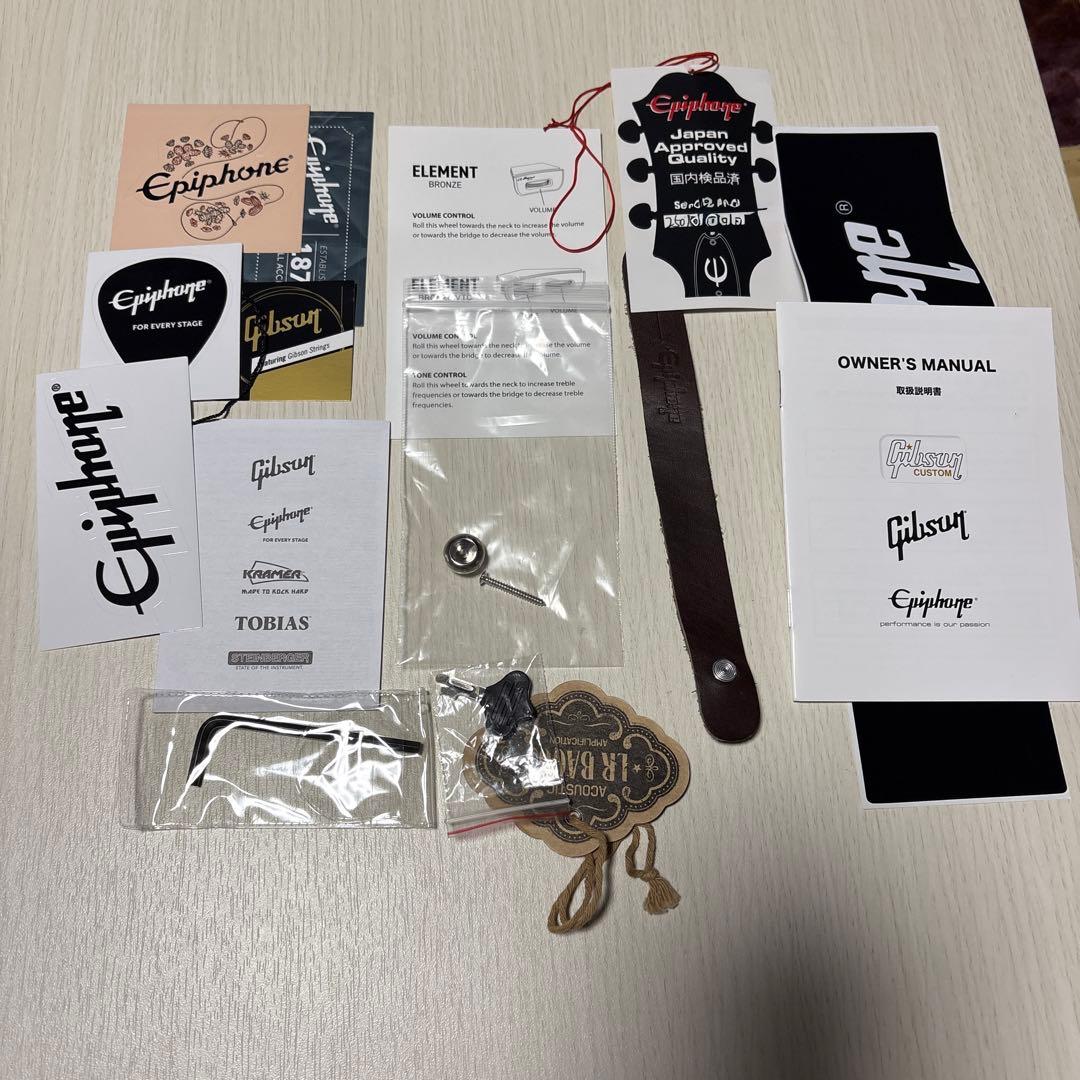 Epiphone®
Epiphone
ESTABLIS
187
Epiphone®
FOR EVERY STAGE
Gibson
featuring Gibson Strings
Epiphone®
Gibson
Epiphone
FOR EVERY STAGE
KRAMER
MADE TO ROCK HARD
TOBIAS
STEINBERGER
STATE OF THE INSTRUMENT
ELEMENT
BRONZE
VOLUME
VOLUME CONTROL
Roll this wheel towards the neck to increase the volume
or towards the bridge to decrease the volume.
ELEMENT
VOLUME
VOLUME CONTROL
Roll this wheel towards the neck to increase the volume
or towards the bridge to decrease the volume.
TONE CONTROL
Roll this wheel towards the neck to increase treble
frequencies or towards the bridge to decrease treble
frequencies.
Epiphone®
Japan
Approved
Quality
国内検品済
®
Epiphone
OWNER'S MANUAL
取扱説明書
Gibson
CUSTOM
Gibson
Epiphone®
performance is our passion
ACOUSTIC
LR BAGGS
AMPLIFICATION